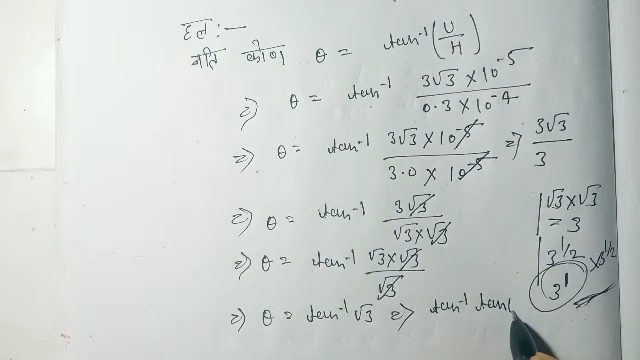 हल :—
नति कोण θ = tan⁻¹ (U/H)
=) θ = tan⁻¹ 3√3 × 10⁻⁵ / 0.3 × 10⁻⁴
=) θ = tan⁻¹ 3√3 × 10⁻⁵ / 3.0 × 10⁻⁵ =) 3√3 / 3
=) θ = tan⁻¹ 3√3 / √3 × √3
=) θ = tan⁻¹ √3 × √3 / √3
=) θ = tan⁻¹ √3 => tan⁻¹ tan(
√3 × √3
= 3
3^1/2 × 3^1/2
3¹